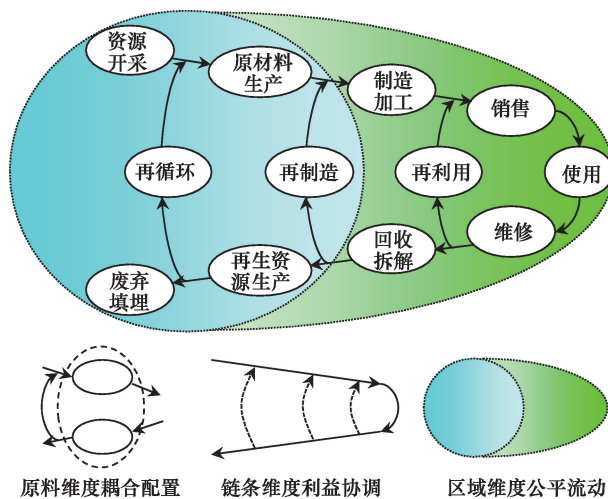 资源
开采
原材料
生产
制造
加工
销售
再循环
再制造
再利用
使用
废弃
填埋
再生资
源生产
回收
拆解
维修
原料维度耦合配置
链条维度利益协调
区域维度公平流动